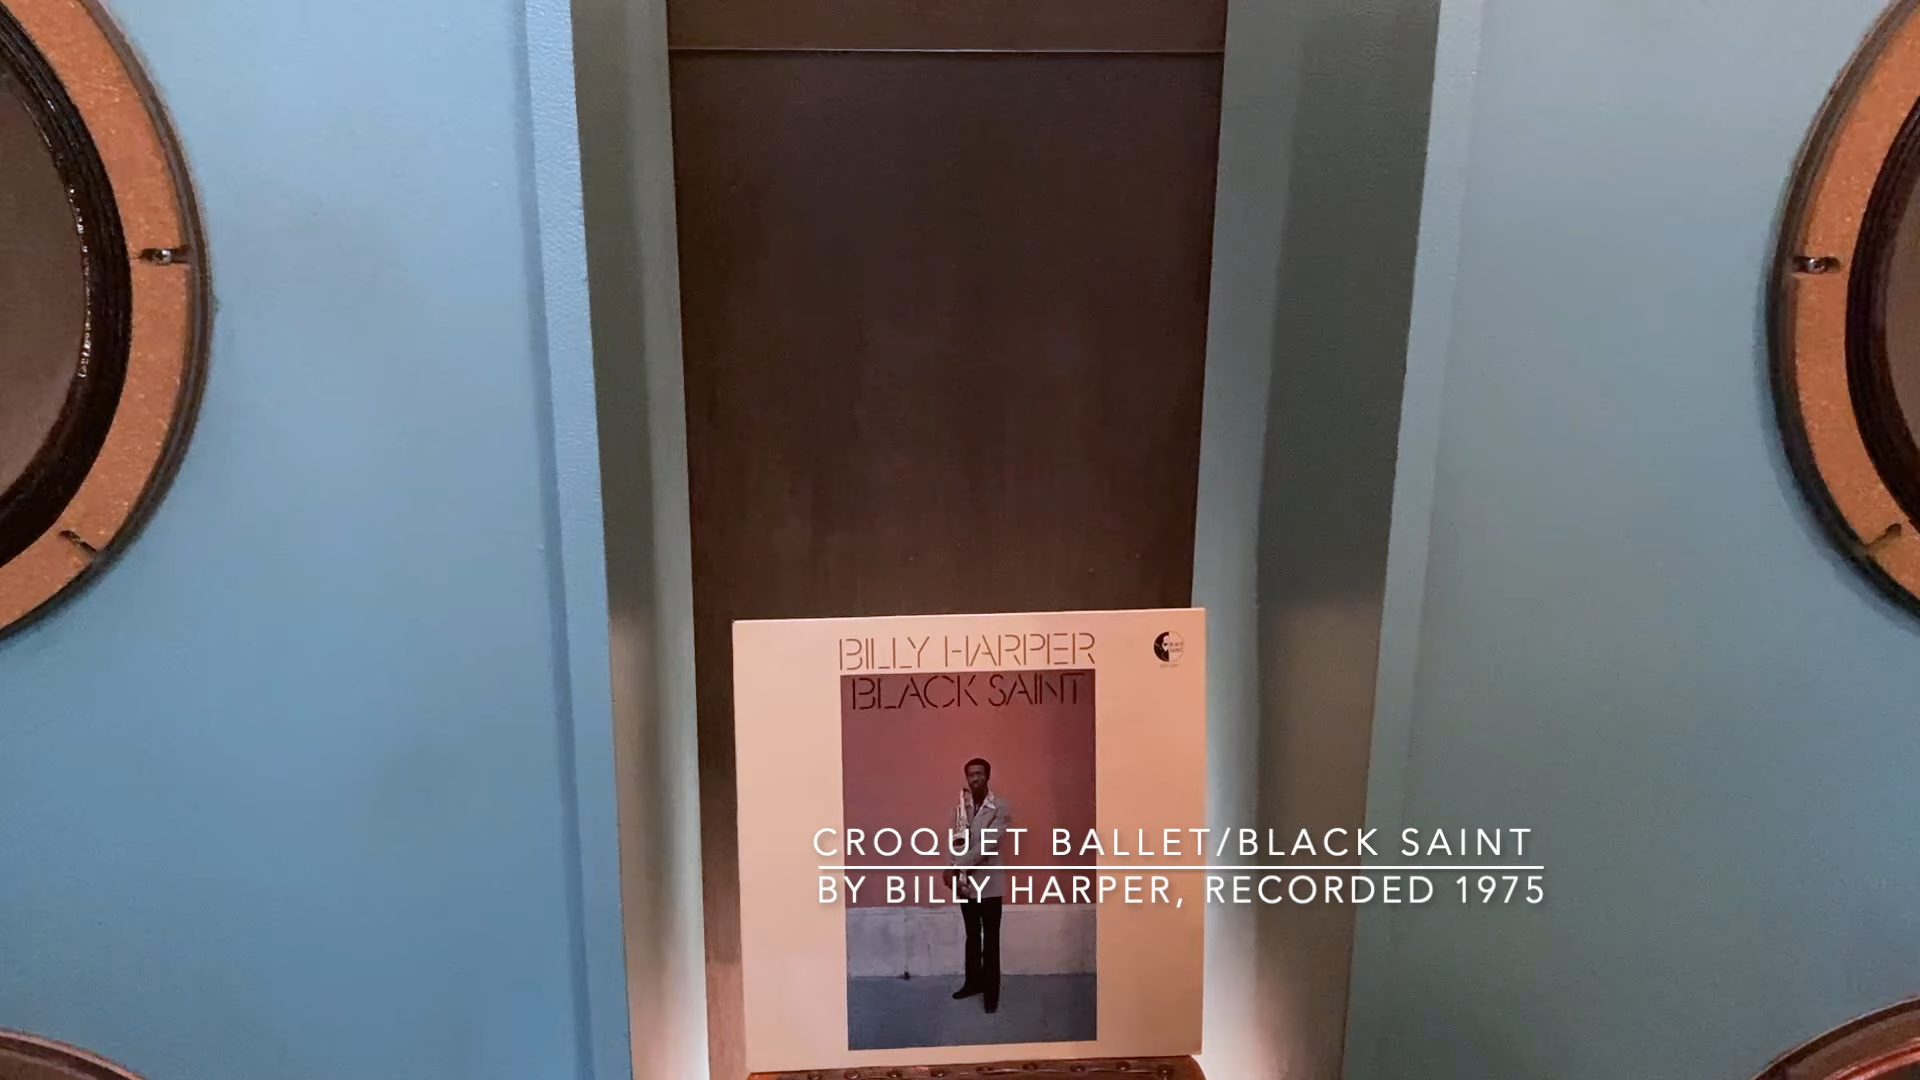 BILLY HARPER
BLACK SAINT
CROQUET BALLET/BLACK SAINT
BY BILLY HARPER, RECORDED 1975